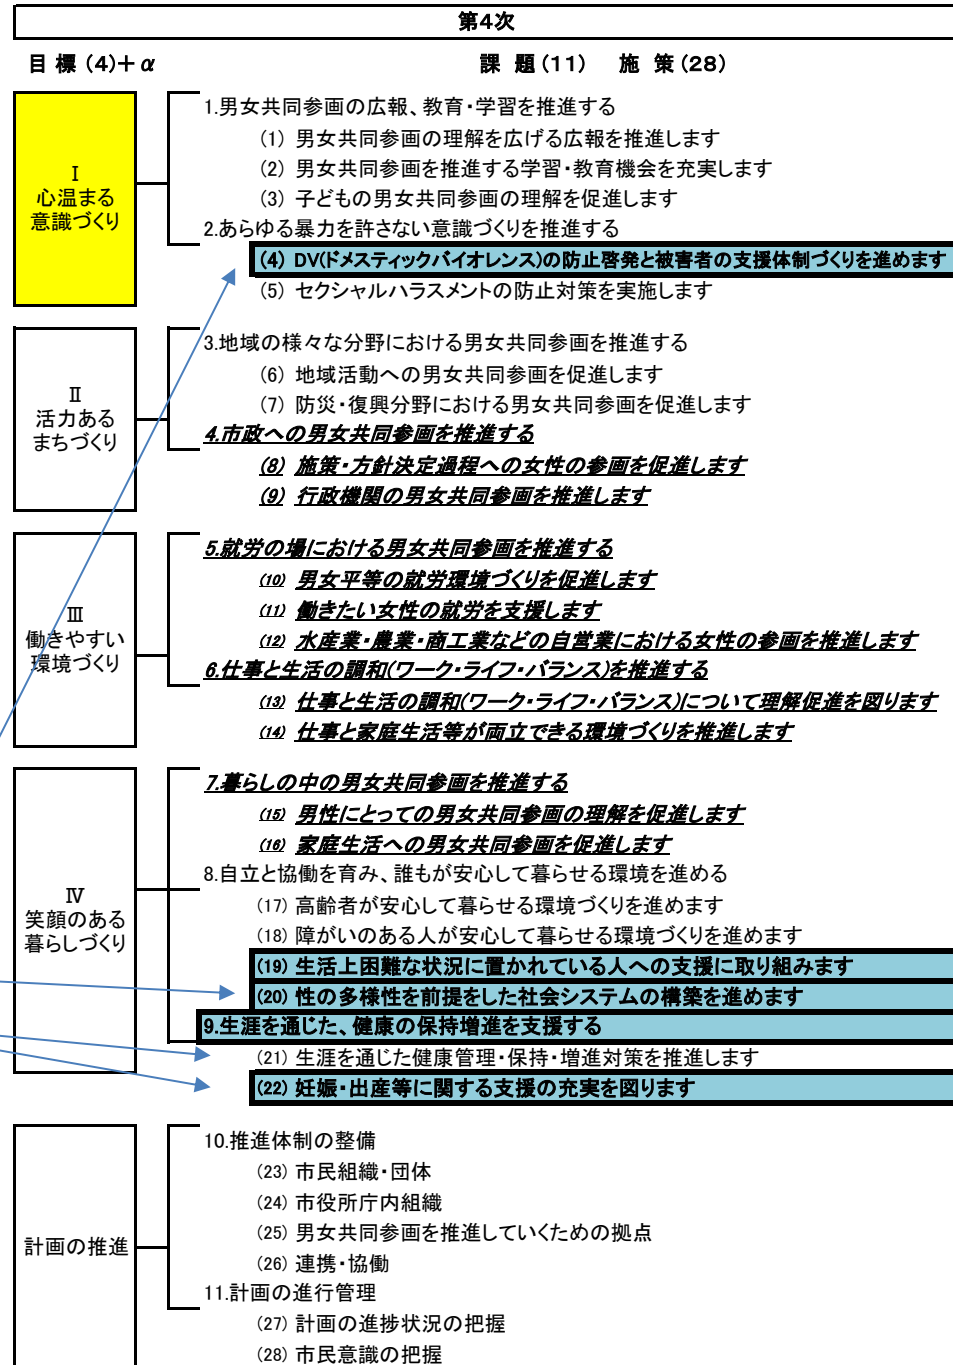 第4次
目 標 (4)+α
課 題(11) 施 策(28)
Ⅰ
心温まる
意識づくり
1.男女共同参画の広報、教育・学習を推進する
(1) 男女共同参画の理解を広げる広報を推進します
(2) 男女共同参画を推進する学習・教育機会を充実します
(3) 子どもの男女共同参画の理解を促進します
2.あらゆる暴力を許さない意識づくりを推進する
(4) DV(ドメスティックバイオレンス)の防止啓発と被害者の支援体制づくりを進めます
(5) セクシャルハラスメントの防止対策を実施します
Ⅱ
活力ある
まちづくり
3.地域の様々な分野における男女共同参画を推進する
(6) 地域活動への男女共同参画を促進します
(7) 防災・復興分野における男女共同参画を促進します
4.市政への男女共同参画を推進する
(8) 施策・方針決定過程への女性の参画を促進します
(9) 行政機関の男女共同参画を推進します
Ⅲ
働きやすい
環境づくり
5.就労の場における男女共同参画を推進する
(10) 男女平等の就労環境づくりを促進します
(11) 働きたい女性の就労を支援します
(12) 水産業・農業・商工業などの自営業における女性の参画を推進します
6.仕事と生活の調和(ワーク・ライフ・バランス)を推進する
(13) 仕事と生活の調和(ワーク・ライフ・バランス)について理解促進を図ります
(14) 仕事と家庭生活等が両立できる環境づくりを推進します
Ⅳ
笑顔のある
暮らしづくり
7.暮らしの中の男女共同参画を推進する
(15) 男性にとっての男女共同参画の理解を促進します
(16) 家庭生活への男女共同参画を促進します
8.自立と協働を育み、誰もが安心して暮らせる環境を進める
(17) 高齢者が安心して暮らせる環境づくりを進めます
(18) 障がいのある人が安心して暮らせる環境づくりを進めます
(19) 生活上困難な状況に置かれている人への支援に取り組みます
(20) 性の多様性を前提をした社会システムの構築を進めます
9.生涯を通じた、健康の保持増進を支援する
(21) 生涯を通じた健康管理・保持・増進対策を推進します
(22) 妊娠・出産等に関する支援の充実を図ります
計画の推進
10.推進体制の整備
(23) 市民組織・団体
(24) 市役所庁内組織
(25) 男女共同参画を推進していくための拠点
(26) 連携・協働
11.計画の進行管理
(27) 計画の進捗状況の把握
(28) 市民意識の把握